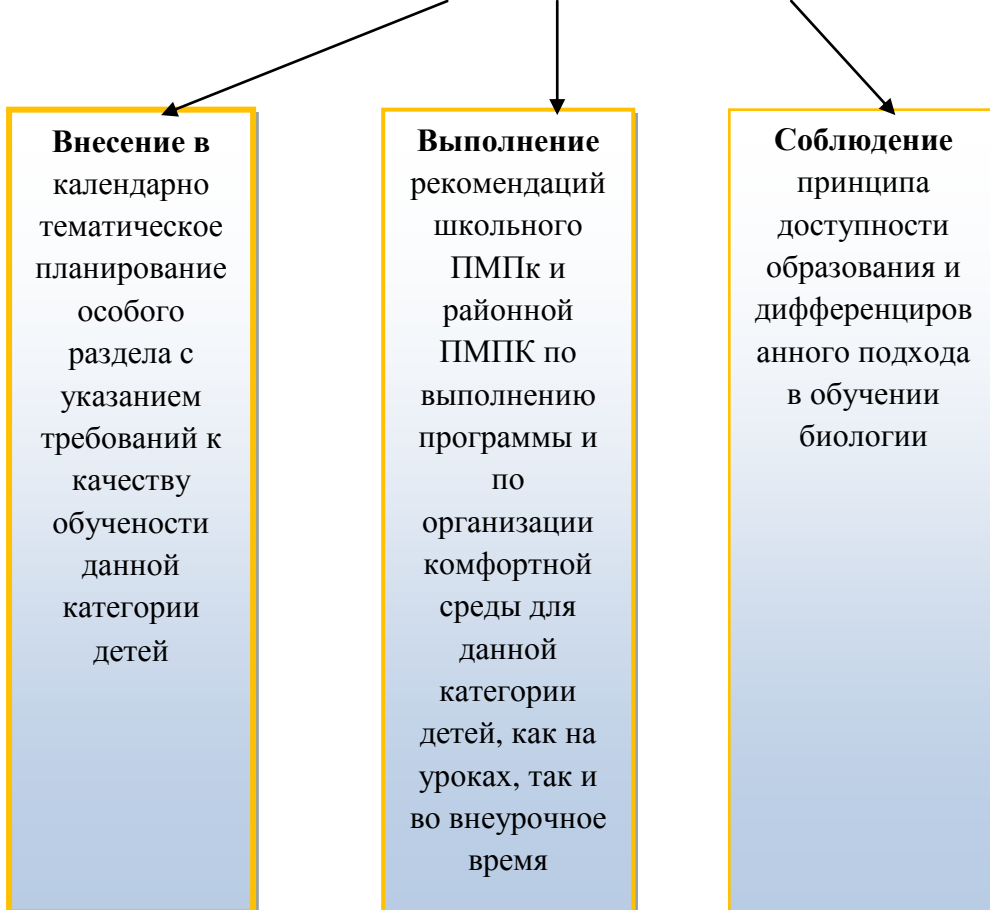 Внесение в
календарно
тематическое
планирование
особого
раздела с
указанием
требований к
качеству
обучености
данной
категории
детей
Выполнение
рекомендаций
школьного
ПМПк и
районной
ПМПК по
выполнению
программы и
по
организации
комфортной
среды для
данной
категории
детей, как на
уроках, так и
во внеурочное
время
Соблюдение
принципа
доступности
образования и
дифференциров
анного подхода
в обучении
биологии